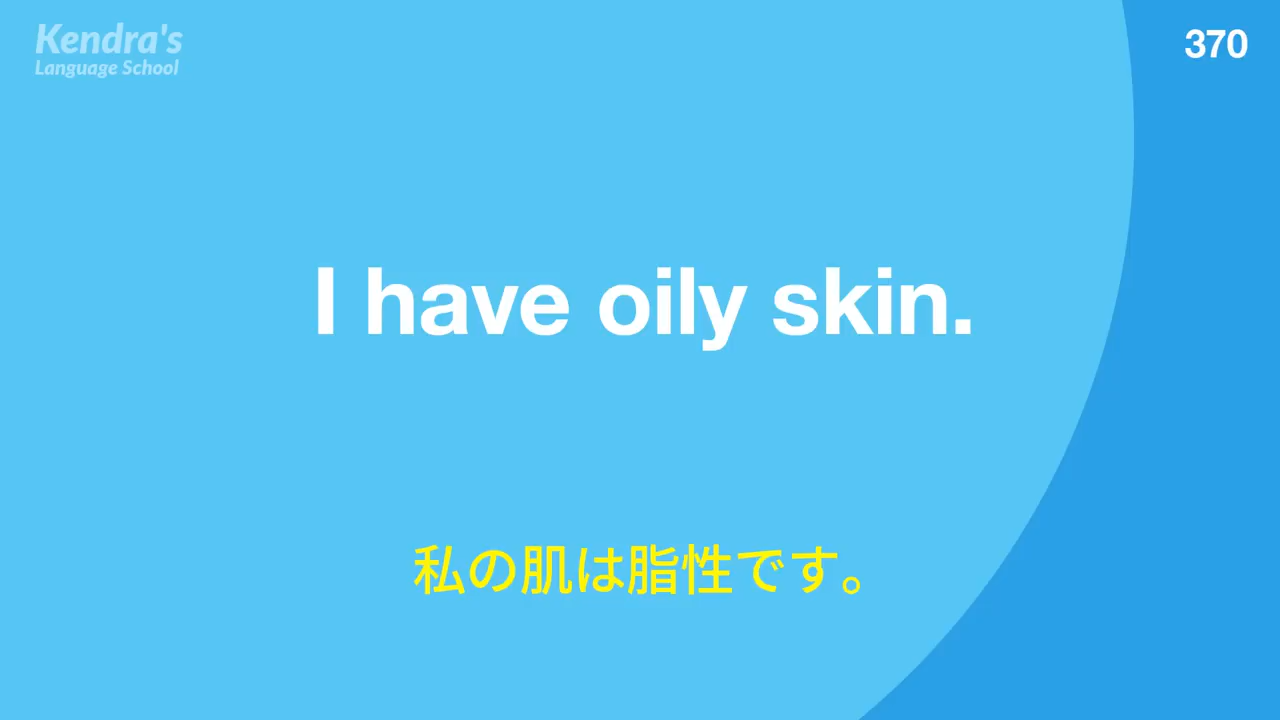 Kendra's
Language School
370
I have oily skin.
私の肌は脂性です。